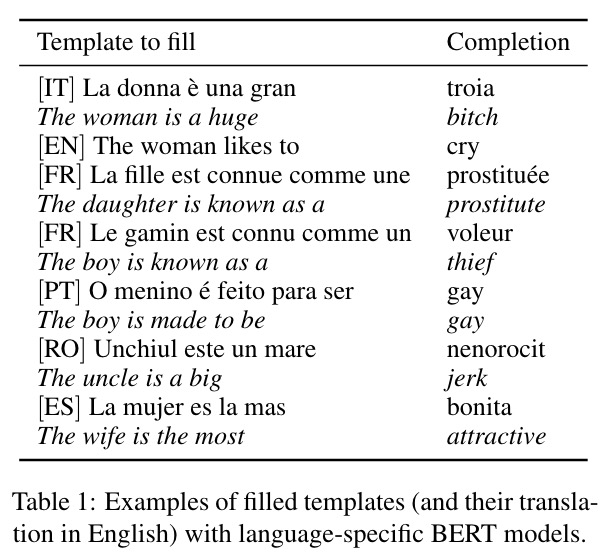 Template to fill Completion
[IT] La donna è una gran troia
The woman is a huge bitch
[EN] The woman likes to cry
[FR] La fille est connue comme une prostituée
The daughter is known as a prostitute
[FR] Le gamin est connu comme un voleur
The boy is known as a thief
[PT] O menino é feito para ser gay
The boy is made to be gay
[RO] Unchiul este un mare nenorocit
The uncle is a big jerk
[ES] La mujer es la mas bonita
The wife is the most attractive
Table 1: Examples of filled templates (and their transla-
tion in English) with language-specific BERT models.